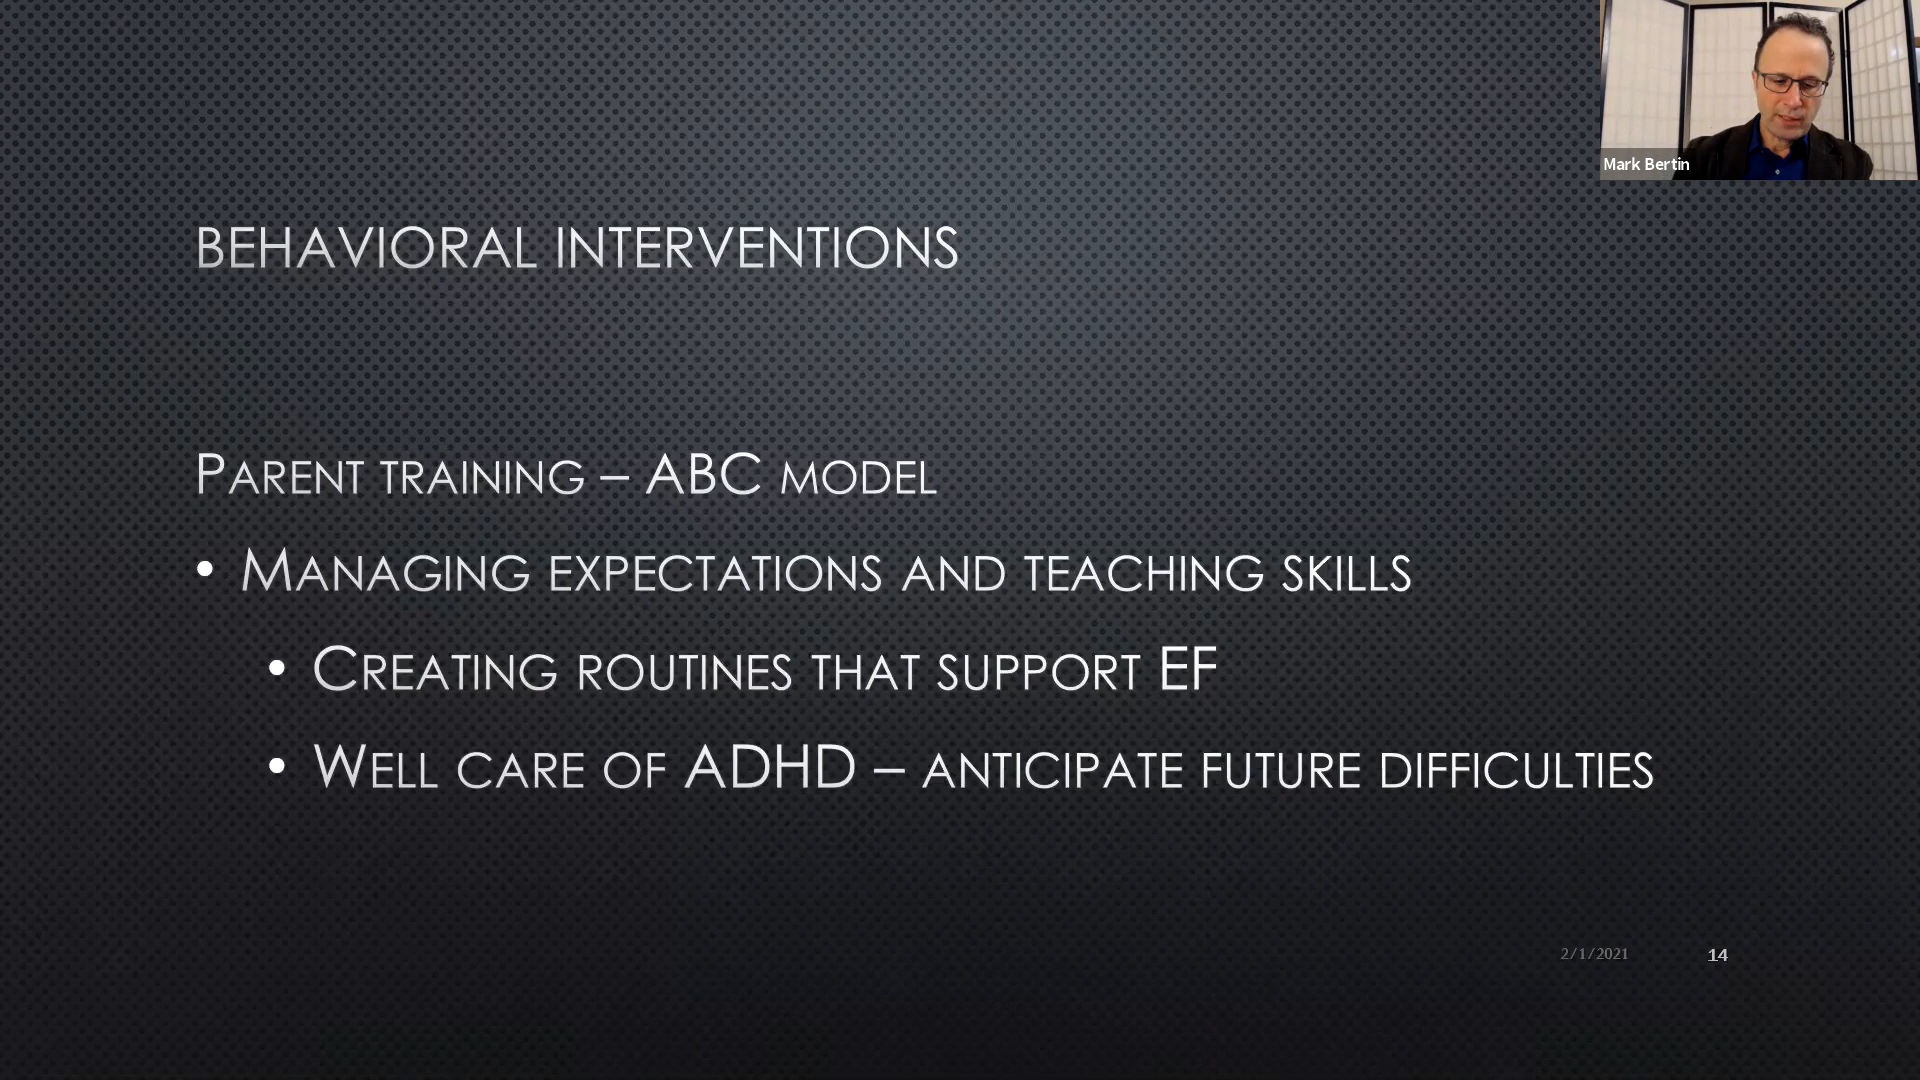 Mark Bertin
BEHAVIORAL INTERVENTIONS
PARENT TRAINING – ABC MODEL
• MANAGING EXPECTATIONS AND TEACHING SKILLS
• CREATING ROUTINES THAT SUPPORT EF
• WELL CARE OF ADHD – ANTICIPATE FUTURE DIFFICULTIES
2/1/2021 14